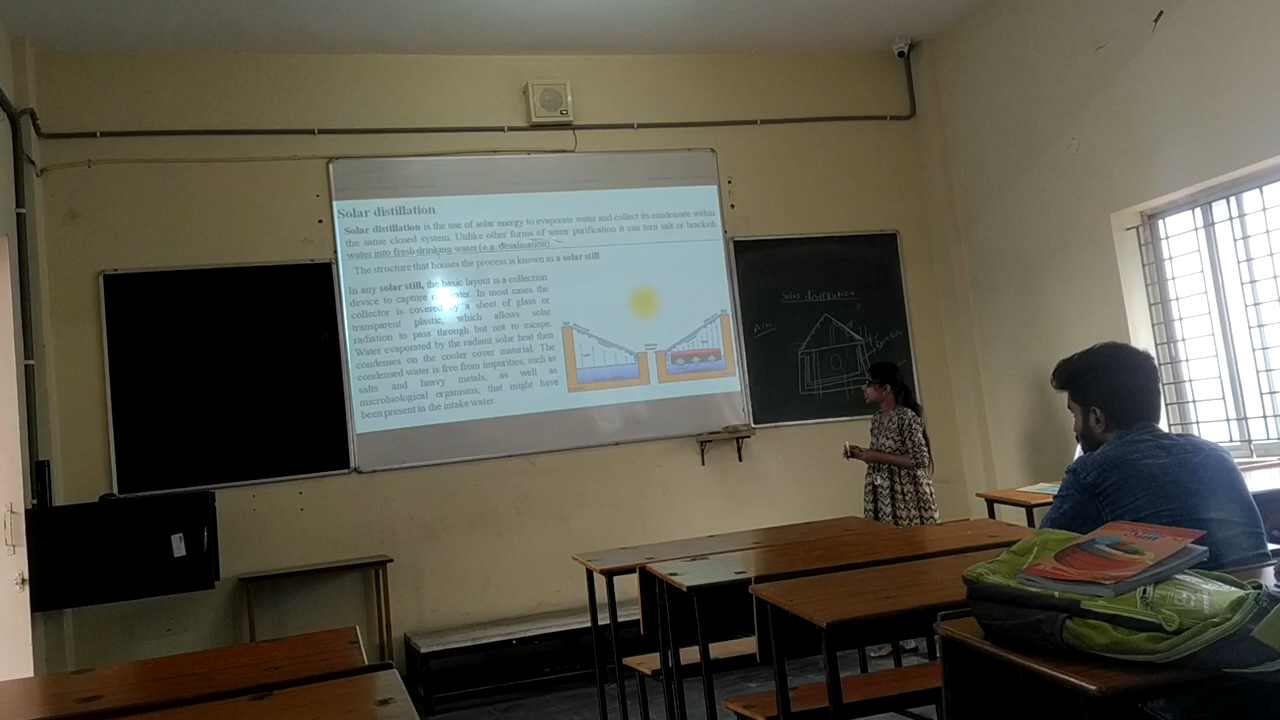 Solar distillation
Solar distillation is the use of solar energy to evaporate water and collect its condensate within
the same closed system. Unlike other forms of water purification it can turn salt or brackish
water into fresh drinking water (e.g. desalination).
The structure that houses the process is known as a solar still
In any solar still, the basic layout is a collection
device to capture water. In most cases the
collector is covered by a sheet of glass or
transparent plastic, which allows solar
radiation to pass through but not to escape.
Water evaporated by the radiant solar heat then
condenses on the cooler cover material. The
condensed water is free from impurities, such as
salts and heavy metals, as well as
microbiological organisms, that might have
been present in the intake water.
Solar distillation
Aim